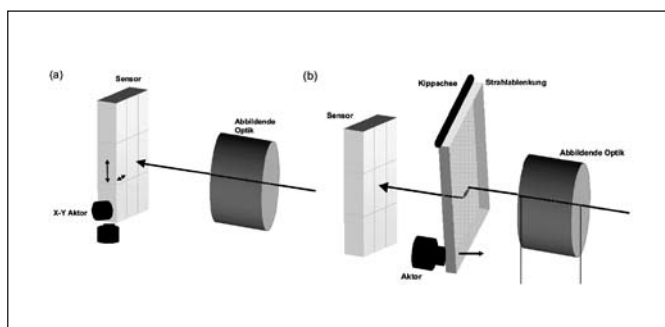 (a)
Sensor
Abbildende
Optik
X-Y Aktor
(b)
Kippachse
Strahlablenkung
Sensor
Abbildende Optik
Aktor